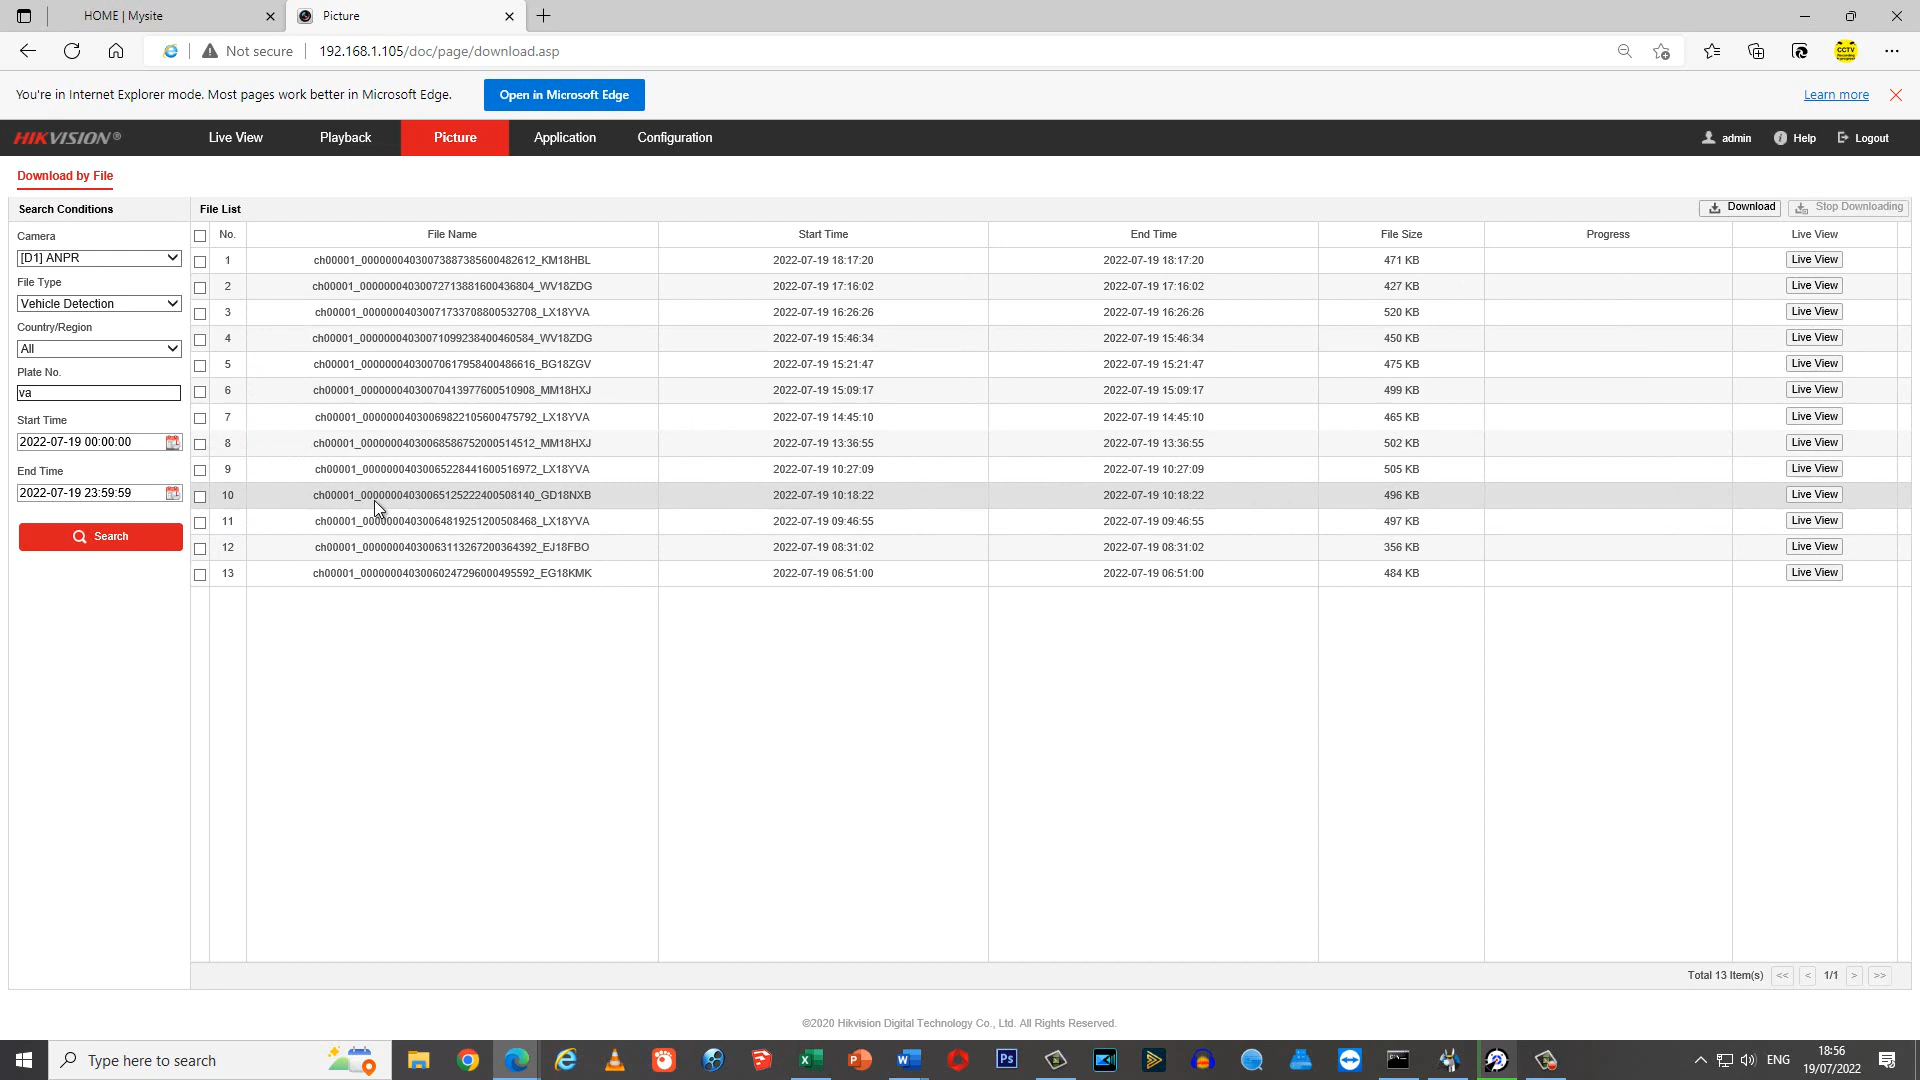 HOME | Mysite
Picture
Not secure
192.168.1.105/doc/page/download.asp
CCTV
You're in Internet Explorer mode. Most pages work better in Microsoft Edge.
Open in Microsoft Edge
Learn more
HIKVISION®
Live View
Playback
Picture
Application
Configuration
admin
Help
Logout
Download by File
Search Conditions
Camera
[D1] ANPR
File Type
Vehicle Detection
Country/Region
All
Plate No.
va
Start Time
2022-07-19 00:00:00
End Time
2022-07-19 23:59:59
Search
File List
Download
Stop Downloading
No. File Name Start Time End Time File Size Progress Live View
1 ch00001_00000004030073887385600482612_KM18HBL 2022-07-19 18:17:20 2022-07-19 18:17:20 471 KB Live View
2 ch00001_00000004030072713881600436804_WV18ZDG 2022-07-19 17:16:02 2022-07-19 17:16:02 427 KB Live View
3 ch00001_00000004030071733708800532708_LX18YVA 2022-07-19 16:26:26 2022-07-19 16:26:26 520 KB Live View
4 ch00001_00000004030071099238400460584_WV18ZDG 2022-07-19 15:46:34 2022-07-19 15:46:34 450 KB Live View
5 ch00001_00000004030070617958400486616_BG18ZGV 2022-07-19 15:21:47 2022-07-19 15:21:47 475 KB Live View
6 ch00001_00000004030070413977600510908_MM18HXJ 2022-07-19 15:09:17 2022-07-19 15:09:17 499 KB Live View
7 ch00001_00000004030069822105600475792_LX18YVA 2022-07-19 14:45:10 2022-07-19 14:45:10 465 KB Live View
8 ch00001_00000004030068586752000514512_MM18HXJ 2022-07-19 13:36:55 2022-07-19 13:36:55 502 KB Live View
9 ch00001_00000004030065228441600516972_LX18YVA 2022-07-19 10:27:09 2022-07-19 10:27:09 505 KB Live View
10 ch00001_00000004030065125222400508140_GD18NXB 2022-07-19 10:18:22 2022-07-19 10:18:22 496 KB Live View
11 ch00001_00000004030064819251200508468_LX18YVA 2022-07-19 09:46:55 2022-07-19 09:46:55 497 KB Live View
12 ch00001_00000004030063113267200364392_EJ18FBO 2022-07-19 08:31:02 2022-07-19 08:31:02 356 KB Live View
13 ch00001_00000004030060247296000495592_EG18KMK 2022-07-19 06:51:00 2022-07-19 06:51:00 484 KB Live View
Total 13 Item(s) << < 1/1 > >>
©2020 Hikvision Digital Technology Co., Ltd. All Rights Reserved.
Type here to search
Ps
ENG
18:56
19/07/2022